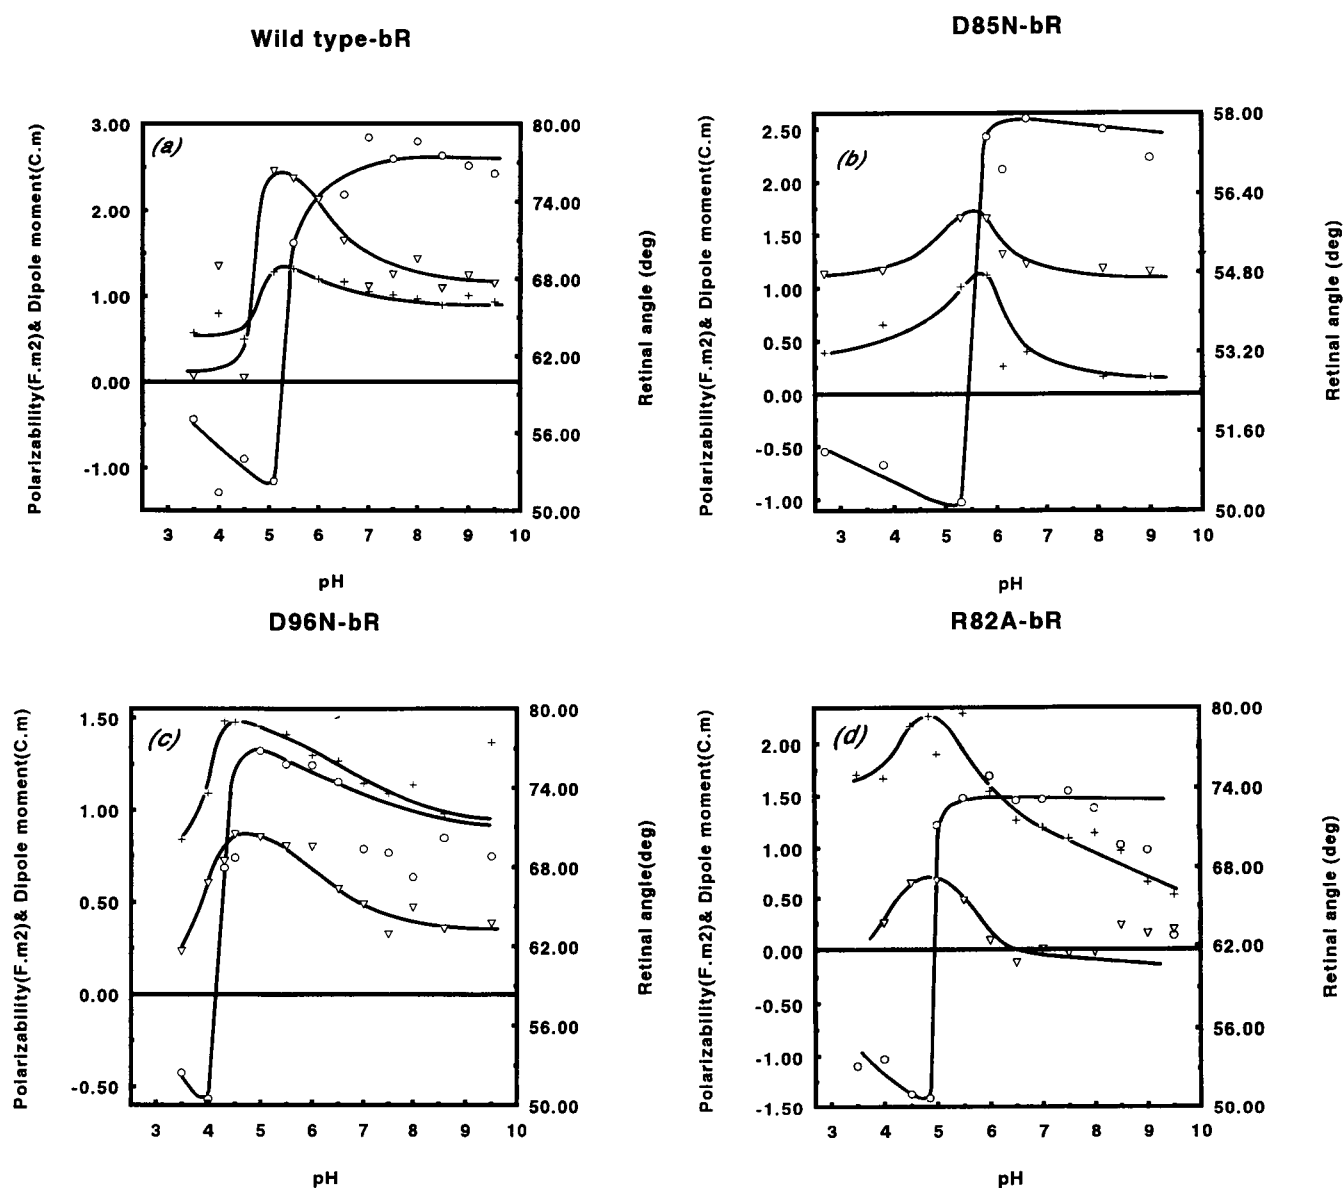 Wild type-bR
D85N-bR
Polarizability(F.m2)& Dipole moment(C.m)
3.00
2.00
1.00
0.00
-1.00
(a)
80.00
74.00
68.00
62.00
56.00
50.00
Retinal angle (deg)
3 4 5 6 7 8 9 10
pH
Polarizability(F.m2)& Dipole moment(C.m)
2.50
2.00
1.50
1.00
0.50
0.00
-0.50
-1.00
(b)
58.00
56.40
54.80
53.20
51.60
50.00
Retinal angle (deg)
3 4 5 6 7 8 9 10
pH
D96N-bR
R82A-bR
Polarizability(F.m2)& Dipole moment(C.m)
1.50
1.00
0.50
0.00
-0.50
(c)
80.00
74.00
68.00
62.00
56.00
50.00
Retinal angle(deg)
3 4 5 6 7 8 9 10
pH
Polarizability(F.m2)& Dipole moment(C.m)
2.00
1.50
1.00
0.50
0.00
-0.50
-1.00
-1.50
(d)
80.00
74.00
68.00
62.00
56.00
50.00
Retinal angle (deg)
3 4 5 6 7 8 9 10
pH